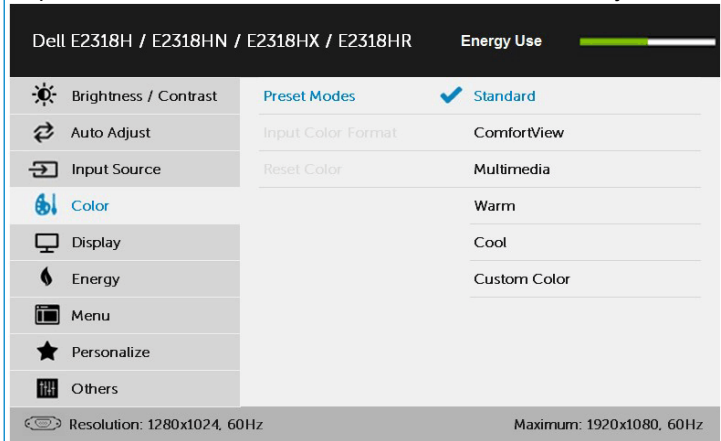 Dell E2318H / E2318HN / E2318HX / E2318HR Energy Use
Brightness / Contrast Preset Modes Standard
Auto Adjust Input Color Format ComfortView
Input Source Reset Color Multimedia
Color Warm
Display Cool
Energy Custom Color
Menu
Personalize
Others
Resolution: 1280x1024, 60Hz Maximum: 1920x1080, 60Hz